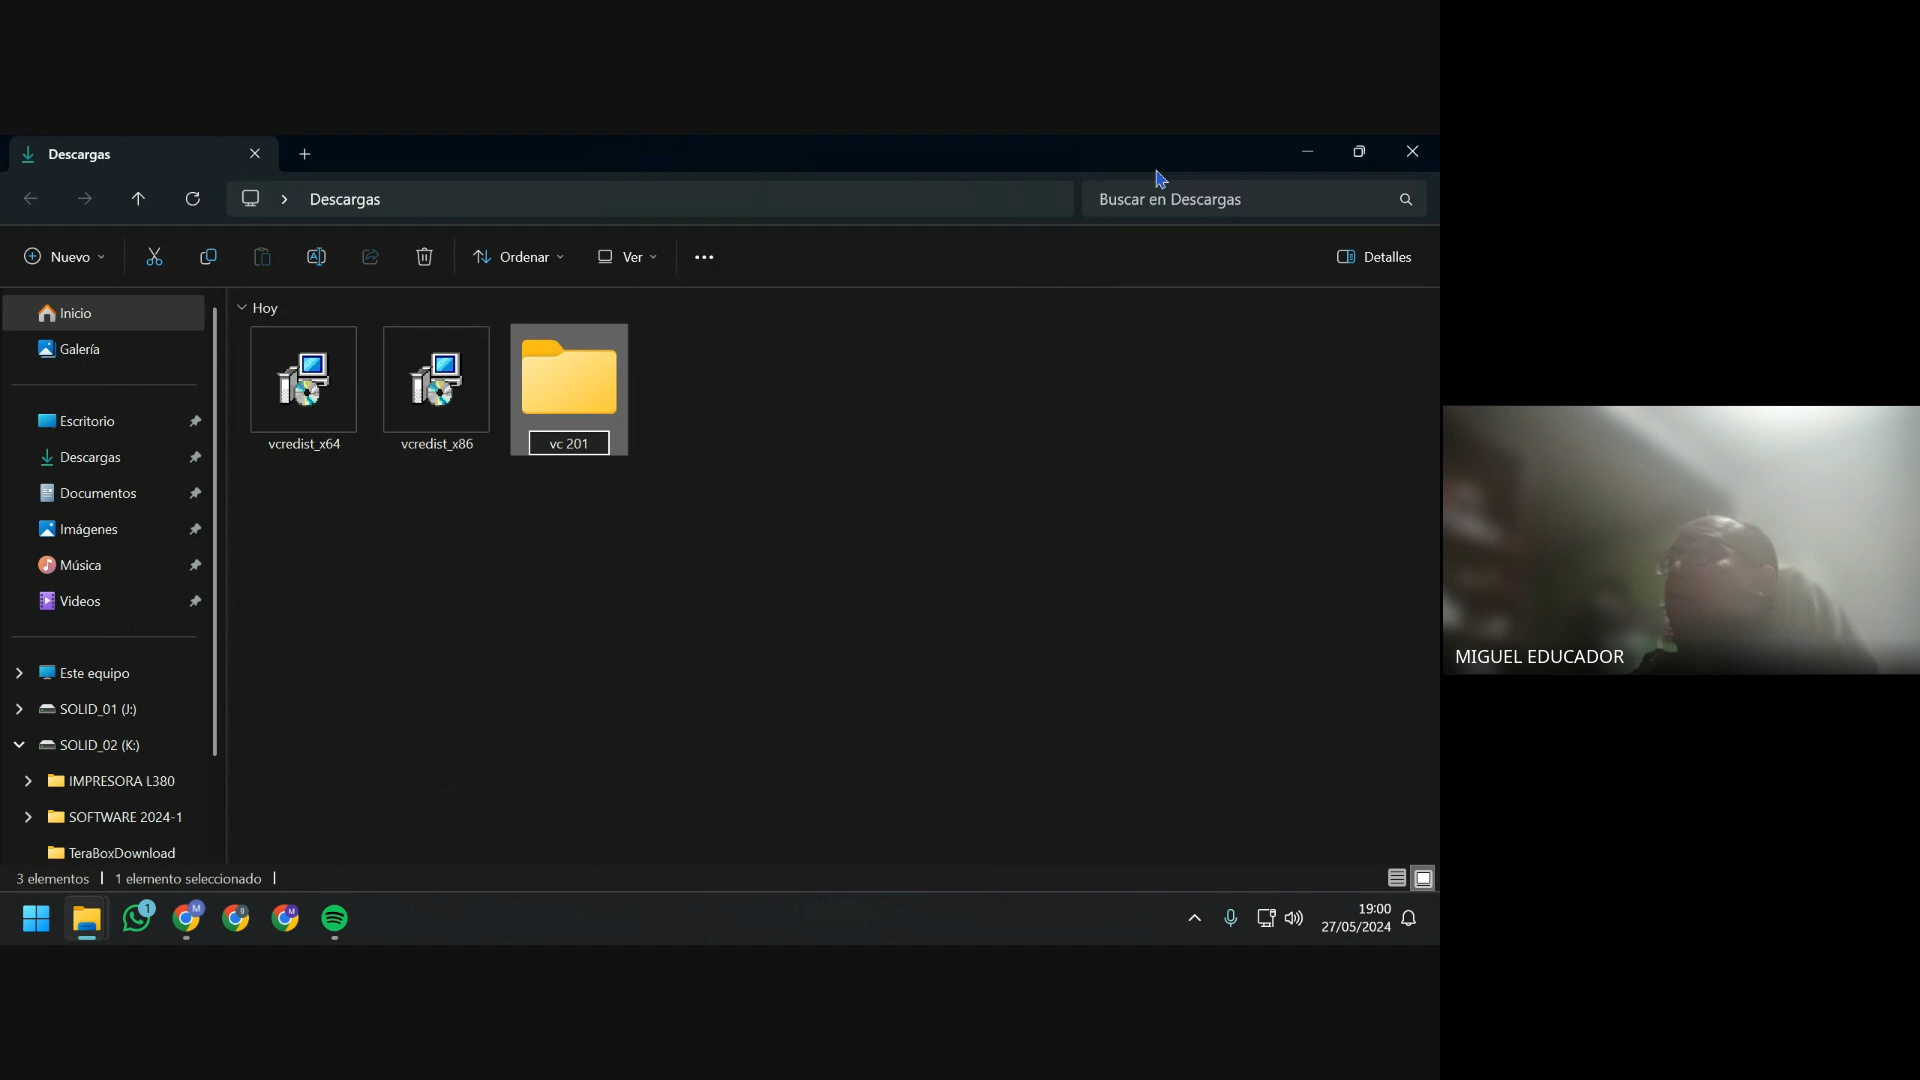 Descargas
Descargas
Buscar en Descargas
Nuevo
Ordenar
Ver
Detalles
Inicio
Galería
Escritorio
Descargas
Documentos
Imágenes
Música
Videos
Este equipo
SOLID_01 (J:)
SOLID_02 (K:)
IMPRESORA L380
SOFTWARE 2024-1
TeraBoxDownload
Hoy
vcredist_x64
vcredist_x86
vc 201
3 elementos
1 elemento seleccionado
1
M
g
M
19:00
27/05/2024
MIGUEL EDUCADOR